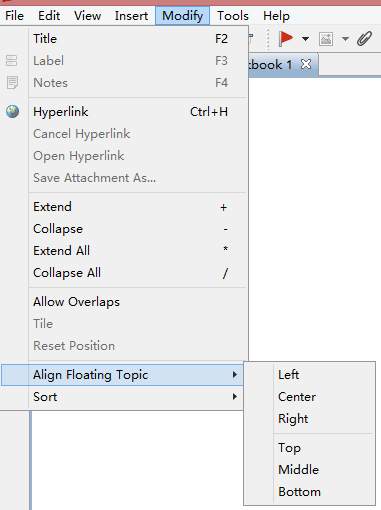 File Edit View Insert Modify Tools Help
book 1
Title F2
Label F3
Notes F4
Hyperlink Ctrl+H
Cancel Hyperlink
Open Hyperlink
Save Attachment As...
Extend +
Collapse -
Extend All *
Collapse All /
Allow Overlaps
Tile
Reset Position
Align Floating Topic
Sort
Left
Center
Right
Top
Middle
Bottom